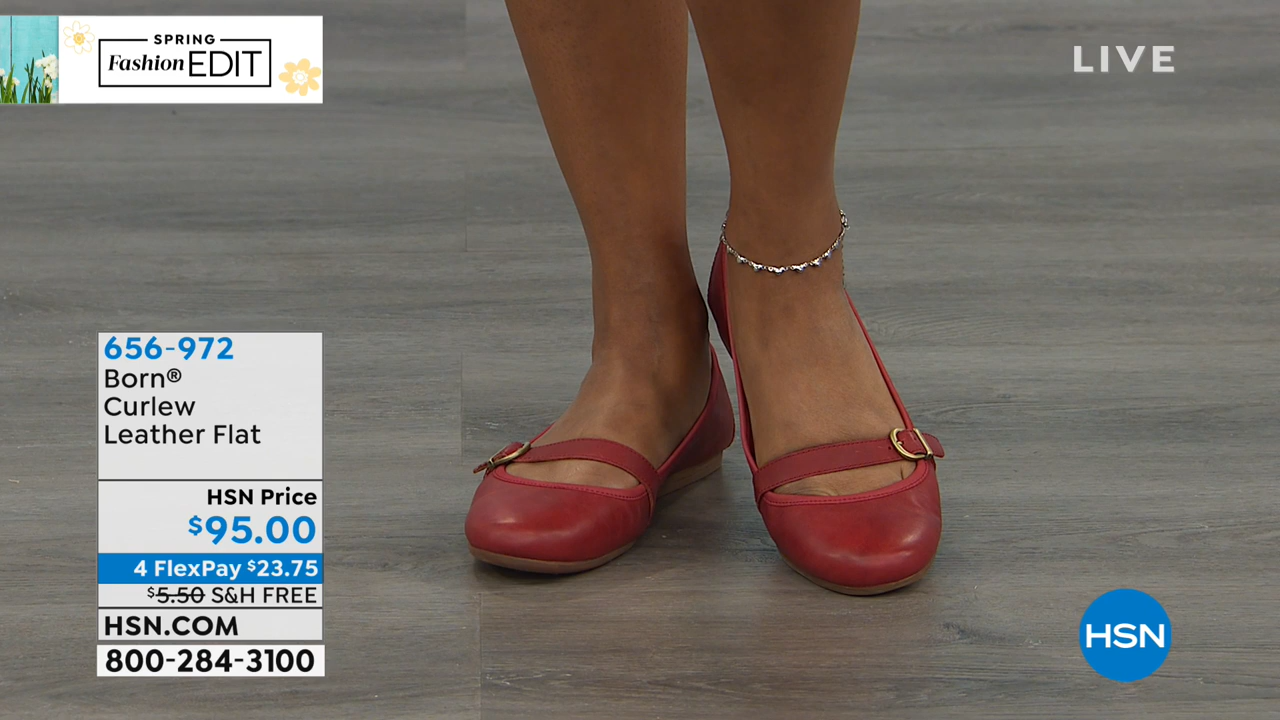 SPRING
Fashion EDIT
LIVE
656-972
Born®
Curlew
Leather Flat
HSN Price
$95.00
4 FlexPay $23.75
$5.50 S&H FREE
HSN.COM
800-284-3100
HSN